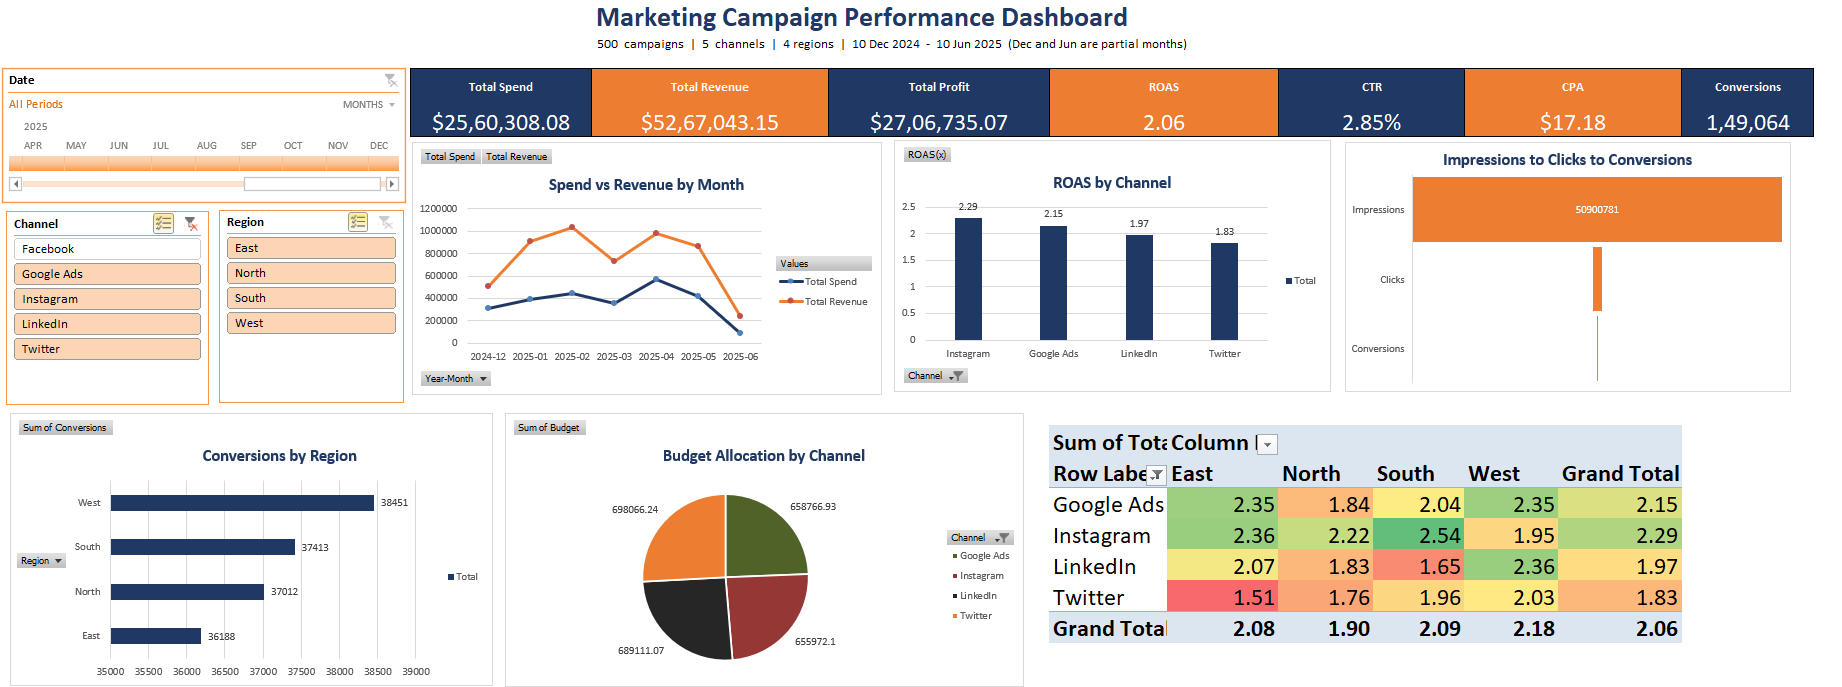 Marketing Campaign Performance Dashboard
500 campaigns | 5 channels | 4 regions | 10 Dec 2024 - 10 Jun 2025 (Dec and Jun are partial months)
Date
All Periods MONTHS
2025
APR MAY JUN JUL AUG SEP OCT NOV DEC
Channel
Facebook
Google Ads
Instagram
LinkedIn
Twitter
Region
East
North
South
West
Total Spend
$25,60,308.08
Total Revenue
$52,67,043.15
Total Profit
$27,06,735.07
ROAS
2.06
CTR
2.85%
CPA
$17.18
Conversions
1,49,064
Total Spend Total Revenue
Spend vs Revenue by Month
1200000
1000000
800000
600000
400000
200000
0
2024-12 2025-01 2025-02 2025-03 2025-04 2025-05 2025-06
Values
Total Spend
Total Revenue
Year-Month
ROAS(x)
ROAS by Channel
2.5
2
1.5
1
0.5
0
2.29
2.15
1.97
1.83
Instagram Google Ads LinkedIn Twitter
Total
Channel
Impressions to Clicks to Conversions
Impressions 50900781
Clicks
Conversions
Sum of Conversions
Conversions by Region
West 38451
South 37413
North 37012
East 36188
35000 35500 36000 36500 37000 37500 38000 38500 39000
Region
Total
Sum of Budget
Budget Allocation by Channel
698066.24
658766.93
689111.07
655972.1
Channel
Google Ads
Instagram
LinkedIn
Twitter
Sum of Tota Column
Row Labe East North South West Grand Total
Google Ads 2.35 1.84 2.04 2.35 2.15
Instagram 2.36 2.22 2.54 1.95 2.29
LinkedIn 2.07 1.83 1.65 2.36 1.97
Twitter 1.51 1.76 1.96 2.03 1.83
Grand Total 2.08 1.90 2.09 2.18 2.06